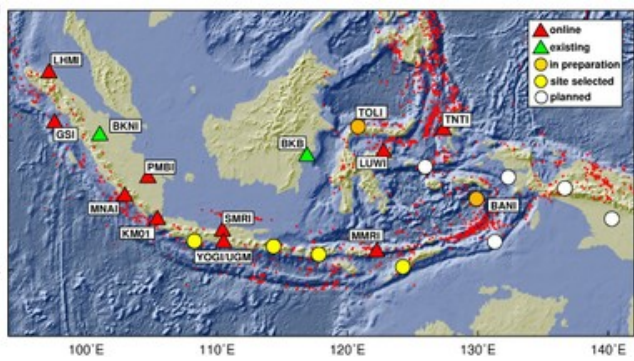 online
existing
in preparation
site selected
planned
LHMI
GSI
BKNI
PMBI
MNAI
KM01
SMRI
YOGI/UGM
BKB
TOLI
LUWI
TNTI
MMRI
BANI
100˚E
110˚E
120˚E
130˚E
140˚E